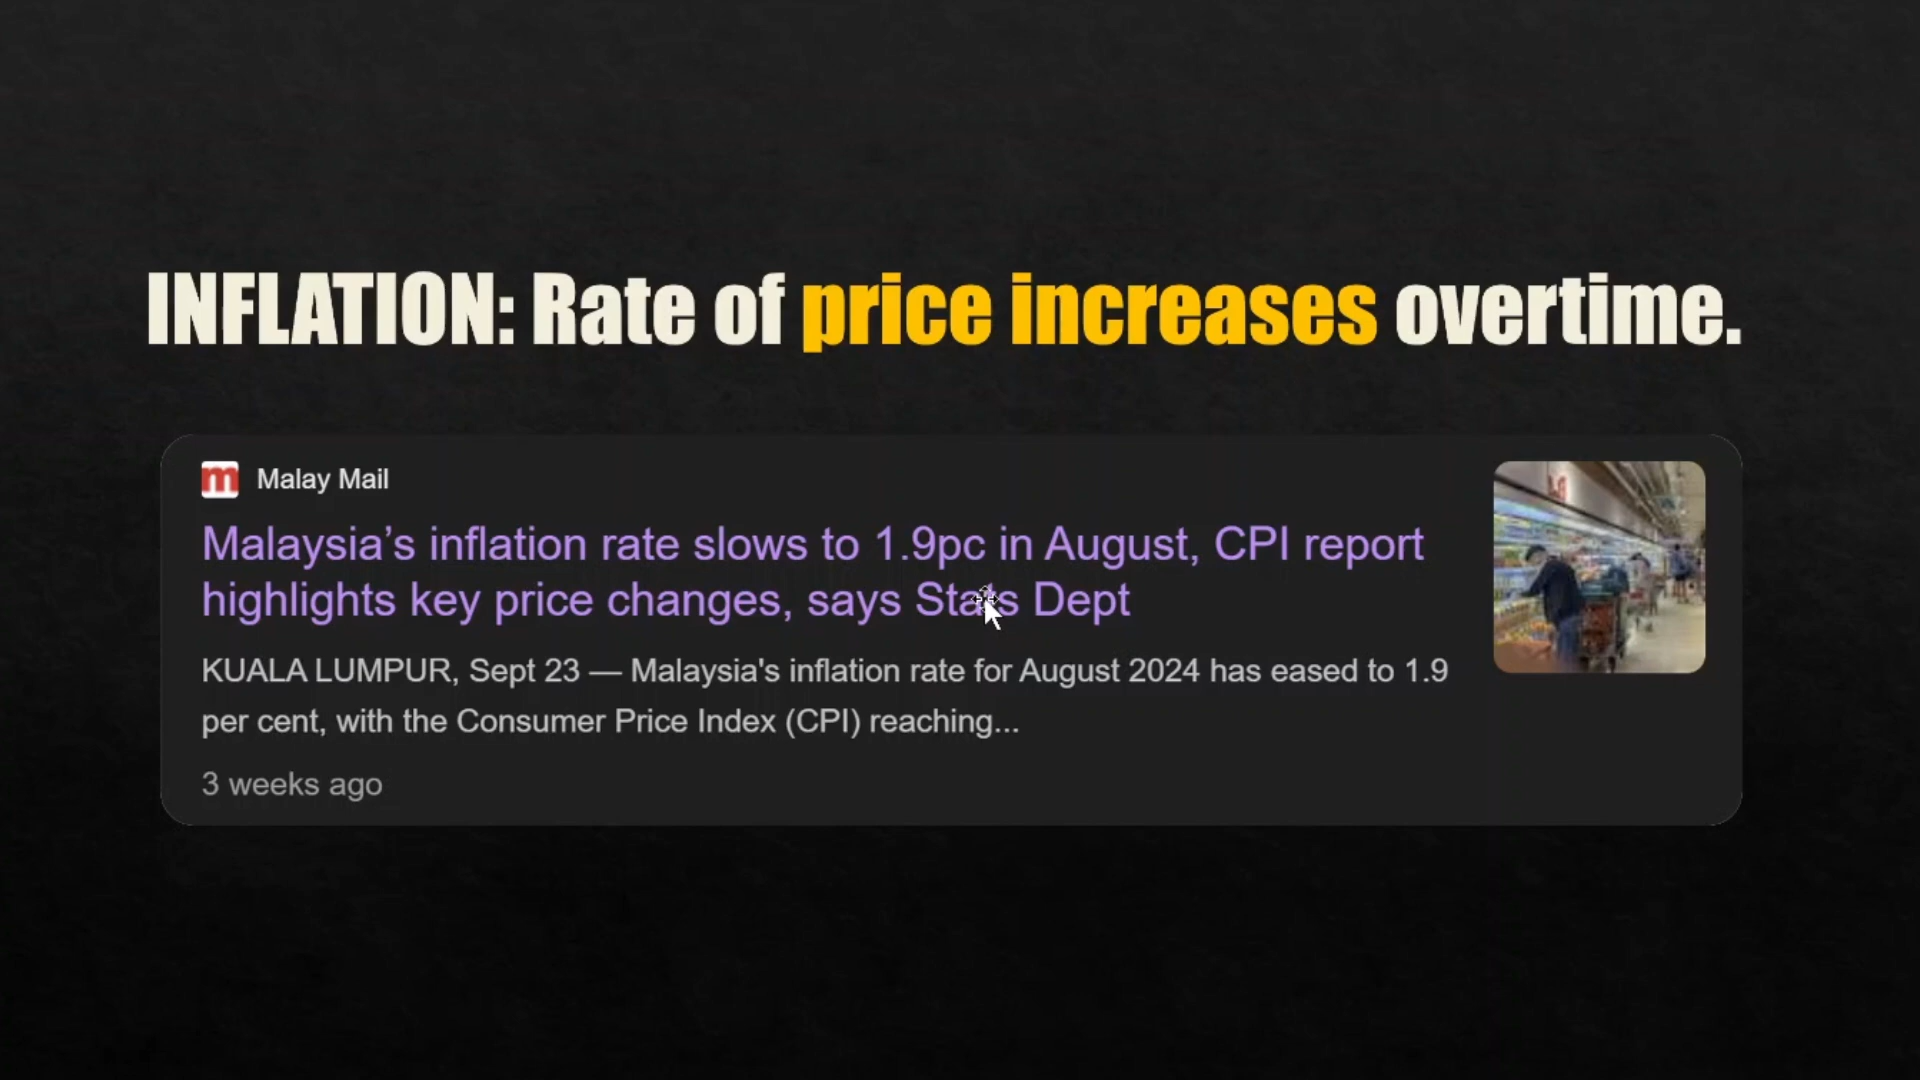 INFLATION: Rate of price increases overtime.
Malay Mail
Malaysia’s inflation rate slows to 1.9pc in August, CPI report
highlights key price changes, says Stats Dept
KUALA LUMPUR, Sept 23 — Malaysia's inflation rate for August 2024 has eased to 1.9
per cent, with the Consumer Price Index (CPI) reaching...
3 weeks ago